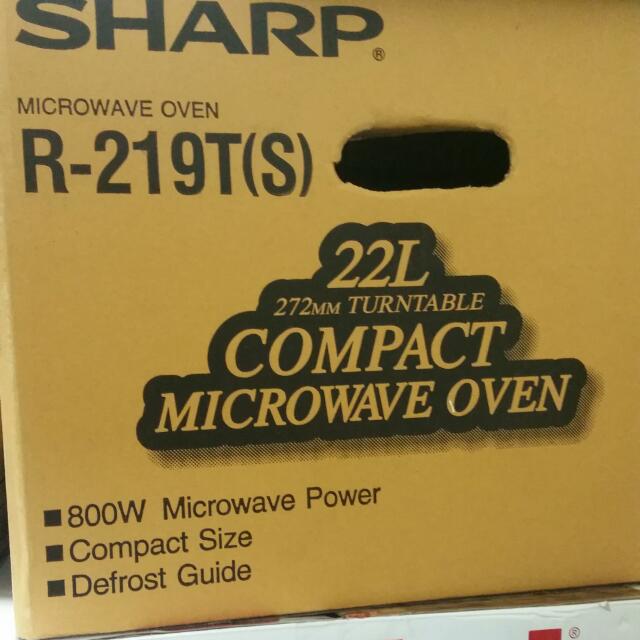 SHARP®
MICROWAVE OVEN
R-219T(S)
22L
272MM TURNTABLE
COMPACT
MICROWAVE OVEN
■800W Microwave Power
■Compact Size
■Defrost Guide
®